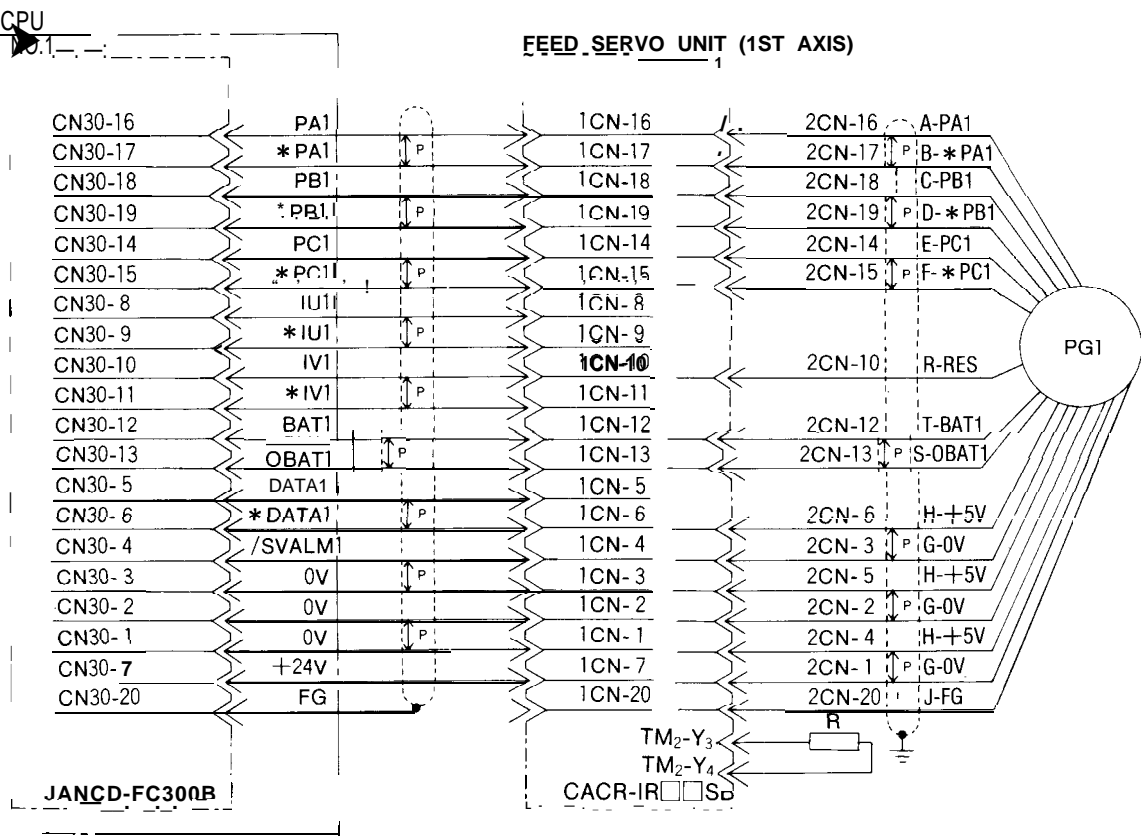 CPU
NO.1
FEED SERVO UNIT (1ST AXIS)
1
CN30-16 PA1 P 1CN-16 2CN-16 A-PA1
CN30-17 *PA1 1CN-17 2CN-17 P B-*PA1
CN30-18 PB1 1CN-18 2CN-18 C-PB1
CN30-19 *PB1 P 1CN-19 2CN-19 P D-*PB1
CN30-14 PC1 1CN-14 2CN-14 E-PC1
CN30-15 *PC1 P 1CN-15 2CN-15 P F-*PC1
CN30-8 IU1 1CN-8
CN30-9 *IU1 P 1CN-9
CN30-10 IV1 1CN-10 2CN-10 R-RES
CN30-11 *IV1 P 1CN-11
CN30-12 BAT1 1CN-12 2CN-12 T-BAT1
CN30-13 OBAT1 P 1CN-13 2CN-13 P S-OBAT1
CN30-5 DATA1 1CN-5
CN30-6 *DATA1 P 1CN-6 2CN-6 H-+5V
CN30-4 /SVALM1 1CN-4 2CN-3 P G-0V
CN30-3 0V P 1CN-3 2CN-5 H-+5V
CN30-2 0V 1CN-2 2CN-2 P G-0V
CN30-1 0V P 1CN-1 2CN-4 H-+5V
CN30-7 +24V 1CN-7 2CN-1 P G-0V
CN30-20 FG 1CN-20 2CN-20 J-FG
PG1
R
TM2-Y3
TM2-Y4
JANCD-FC300B CACR-IR□□SB